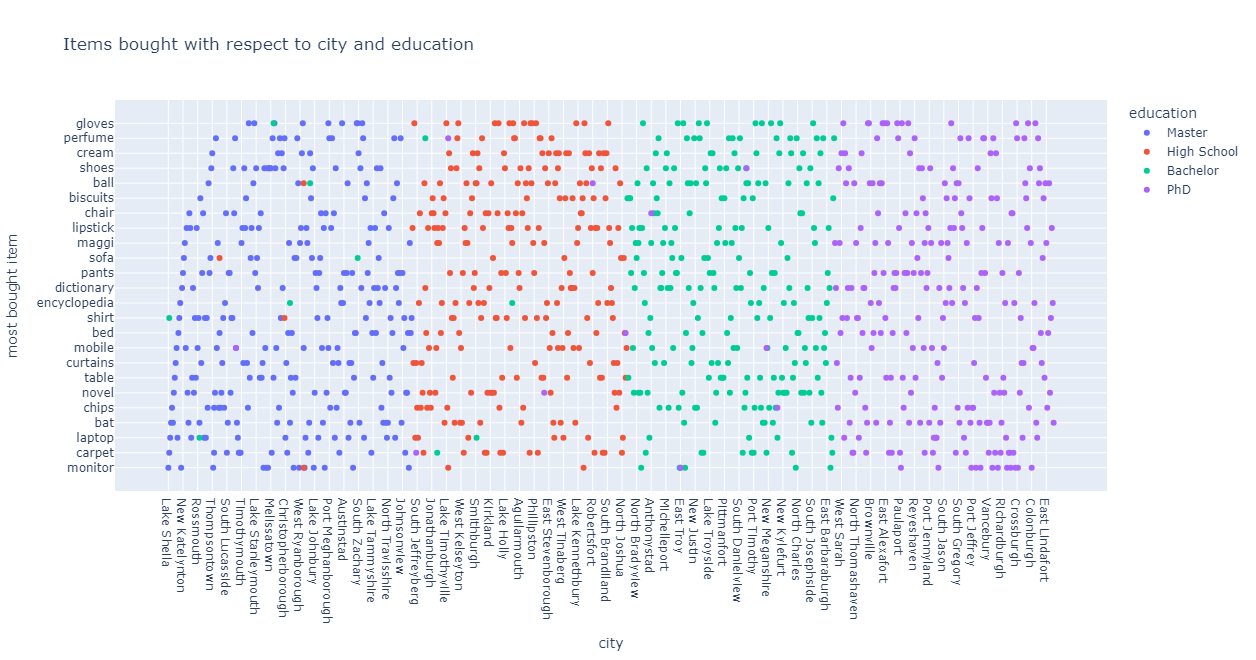 Items bought with respect to city and education
education
Master
High School
Bachelor
PhD
most bought item
gloves
perfume
cream
shoes
ball
biscuits
chair
lipstick
maggi
sofa
pants
dictionary
encyclopedia
shirt
bed
mobile
curtains
table
novel
chips
bat
laptop
carpet
monitor
Lake Sheila
New Katelynton
Rossmouth
Thompsontown
South Lucasside
Timothymouth
Lake Stanleymouth
Melissatown
Christopherborough
West Ryanborough
Lake Johnbury
Port Meghanborough
Austinstad
South Zachary
Lake Tammyshire
North Travisshire
Johnsonview
South Jeffreyberg
Jonathanburgh
Lake Timothyville
West Kelseyton
Smithburgh
Kirkland
Lake Holly
Aguilarmouth
Phillipston
East Stevenborough
West Tinaberg
Lake Kennethbury
Robertsfort
South Brandiland
North Joshua
North Bradyview
Anthonystad
Michelleport
East Troy
New Justin
Lake Troyside
Pittmanfort
South Danielview
Port Timothy
New Meganshire
New Kylefurt
North Charles
South Josephside
East Barbaraburgh
West Sarah
North Thomashaven
Brownville
East Alexafort
Paulaport
Reyeshaven
Port Jennyland
South Jason
South Gregory
Port Jeffrey
Vancebury
Richardburgh
Crossburgh
Colonburgh
East Lindafort
city